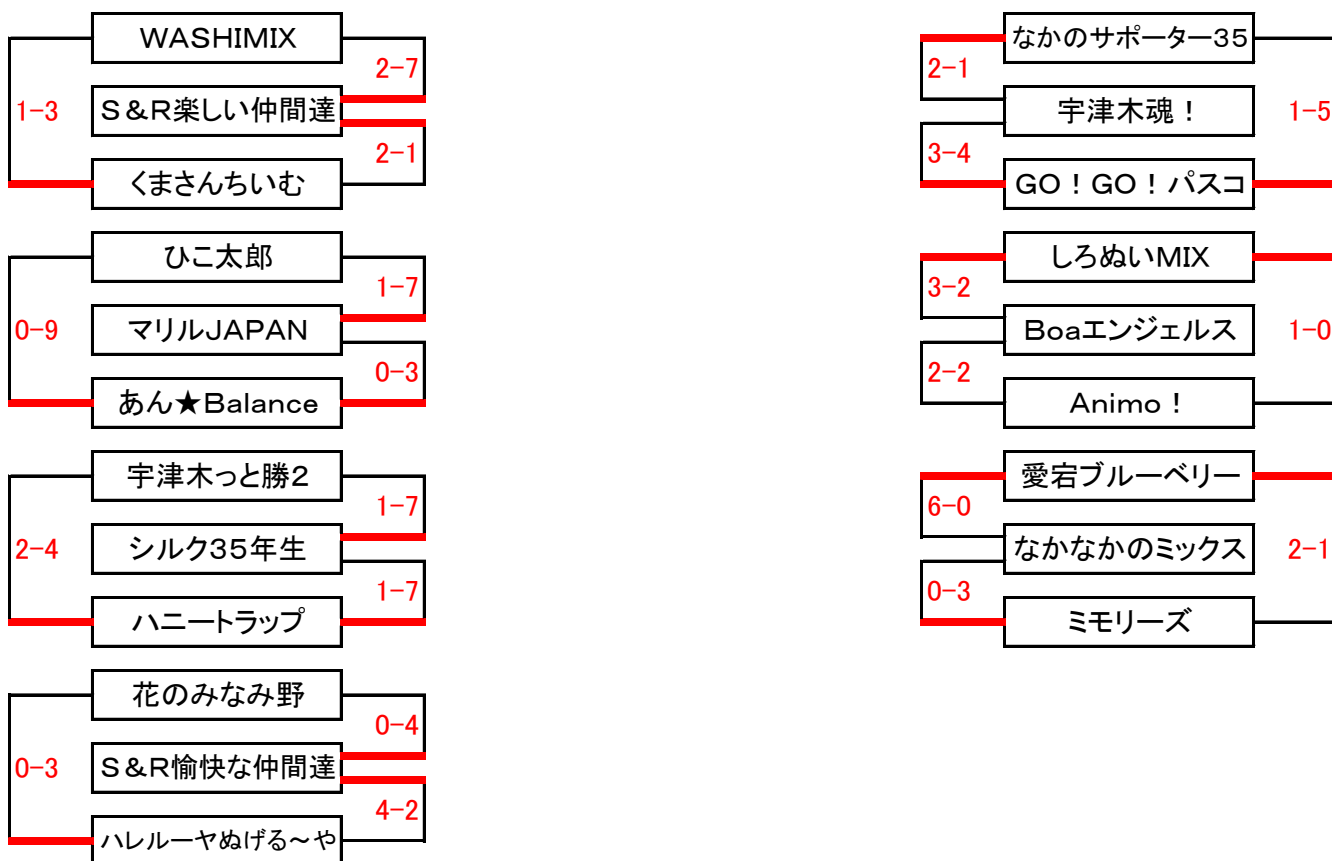 WASHIMIX
2-7
1-3
S&R楽しい仲間達
2-1
くまさんちいむ
ひこ太郎
1-7
0-9
マリルJAPAN
0-3
あん★Balance
宇津木っと勝2
1-7
2-4
シルク35年生
1-7
ハニートラップ
花のみなみ野
0-4
0-3
S&R愉快な仲間達
4-2
ハレルーヤぬげる~や
なかのサポーター35
2-1
宇津木魂!
1-5
3-4
GO!GO!パスコ
しろぬいMIX
3-2
Boaエンジェルス
1-0
2-2
Animo!
愛宕ブルーベリー
6-0
なかなかのミックス
2-1
0-3
ミモリーズ